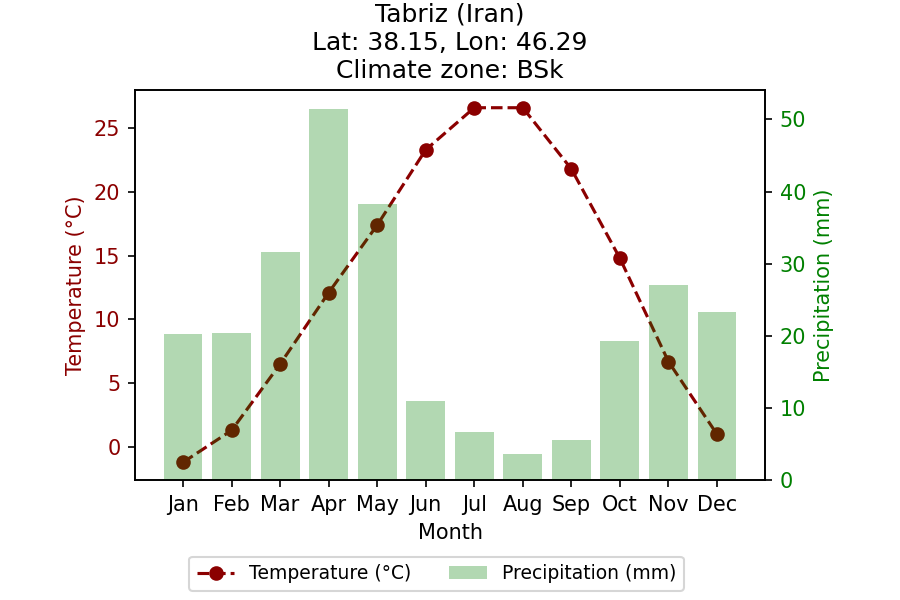 Tabriz (Iran)
Lat: 38.15, Lon: 46.29
Climate zone: BSk
Temperature (°C)
25
20
15
10
5
0
50
40
30
20
10
0
Precipitation (mm)
Jan Feb Mar Apr May Jun Jul Aug Sep Oct Nov Dec
Month
Temperature (°C) Precipitation (mm)